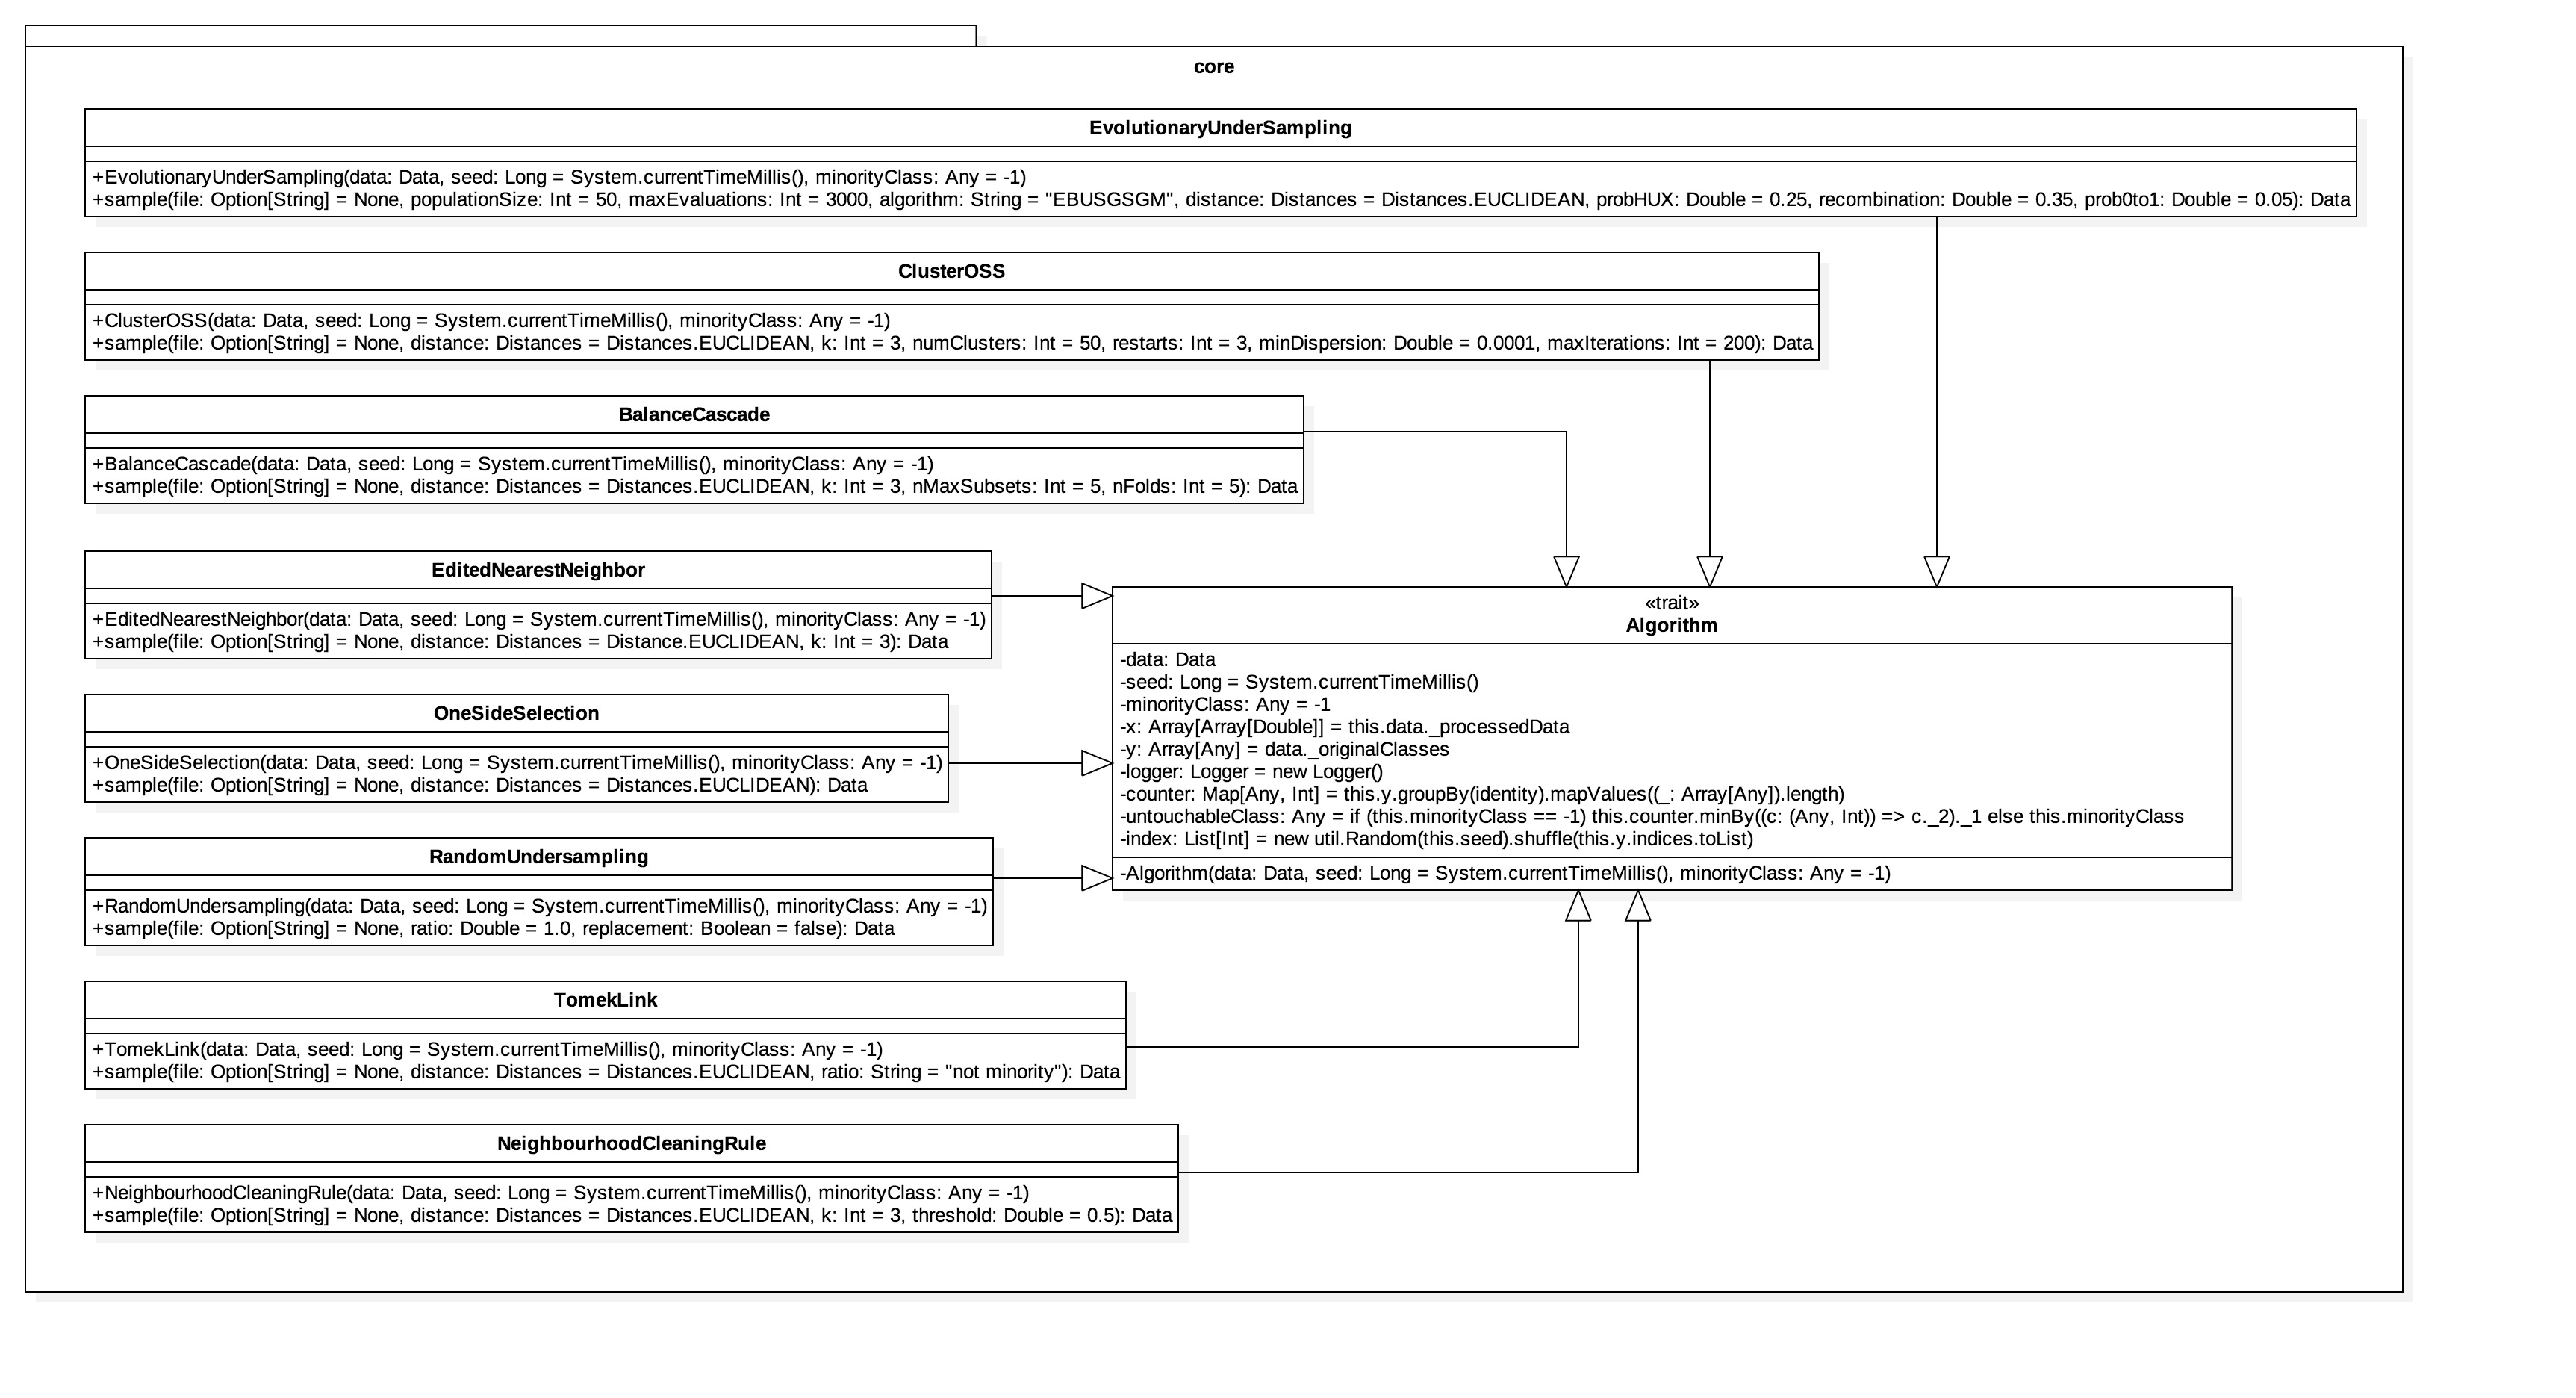 core
EvolutionaryUnderSampling
+EvolutionaryUnderSampling(data: Data, seed: Long = System.currentTimeMillis(), minorityClass: Any = -1)
+sample(file: Option[String] = None, populationSize: Int = 50, maxEvaluations: Int = 3000, algorithm: String = "EBUSGSGM", distance: Distances = Distances.EUCLIDEAN, probHUX: Double = 0.25, recombination: Double = 0.35, prob0to1: Double = 0.05): Data
ClusterOSS
+ClusterOSS(data: Data, seed: Long = System.currentTimeMillis(), minorityClass: Any = -1)
+sample(file: Option[String] = None, distance: Distances = Distances.EUCLIDEAN, k: Int = 3, numClusters: Int = 50, restarts: Int = 3, minDispersion: Double = 0.0001, maxIterations: Int = 200): Data
BalanceCascade
+BalanceCascade(data: Data, seed: Long = System.currentTimeMillis(), minorityClass: Any = -1)
+sample(file: Option[String] = None, distance: Distances = Distances.EUCLIDEAN, k: Int = 3, nMaxSubsets: Int = 5, nFolds: Int = 5): Data
EditedNearestNeighbor
+EditedNearestNeighbor(data: Data, seed: Long = System.currentTimeMillis(), minorityClass: Any = -1)
+sample(file: Option[String] = None, distance: Distances = Distance.EUCLIDEAN, k: Int = 3): Data
OneSideSelection
+OneSideSelection(data: Data, seed: Long = System.currentTimeMillis(), minorityClass: Any = -1)
+sample(file: Option[String] = None, distance: Distances = Distances.EUCLIDEAN): Data
RandomUndersampling
+RandomUndersampling(data: Data, seed: Long = System.currentTimeMillis(), minorityClass: Any = -1)
+sample(file: Option[String] = None, ratio: Double = 1.0, replacement: Boolean = false): Data
TomekLink
+TomekLink(data: Data, seed: Long = System.currentTimeMillis(), minorityClass: Any = -1)
+sample(file: Option[String] = None, distance: Distances = Distances.EUCLIDEAN, ratio: String = "not minority"): Data
NeighbourhoodCleaningRule
+NeighbourhoodCleaningRule(data: Data, seed: Long = System.currentTimeMillis(), minorityClass: Any = -1)
+sample(file: Option[String] = None, distance: Distances = Distances.EUCLIDEAN, k: Int = 3, threshold: Double = 0.5): Data
«trait»
Algorithm
-data: Data
-seed: Long = System.currentTimeMillis()
-minorityClass: Any = -1
-x: Array[Array[Double]] = this.data._processedData
-y: Array[Any] = data._originalClasses
-logger: Logger = new Logger()
-counter: Map[Any, Int] = this.y.groupBy(identity).mapValues((_: Array[Any]).length)
-untouchableClass: Any = if (this.minorityClass == -1) this.counter.minBy((c: (Any, Int)) => c._2)._1 else this.minorityClass
-index: List[Int] = new util.Random(this.seed).shuffle(this.y.indices.toList)
-Algorithm(data: Data, seed: Long = System.currentTimeMillis(), minorityClass: Any = -1)